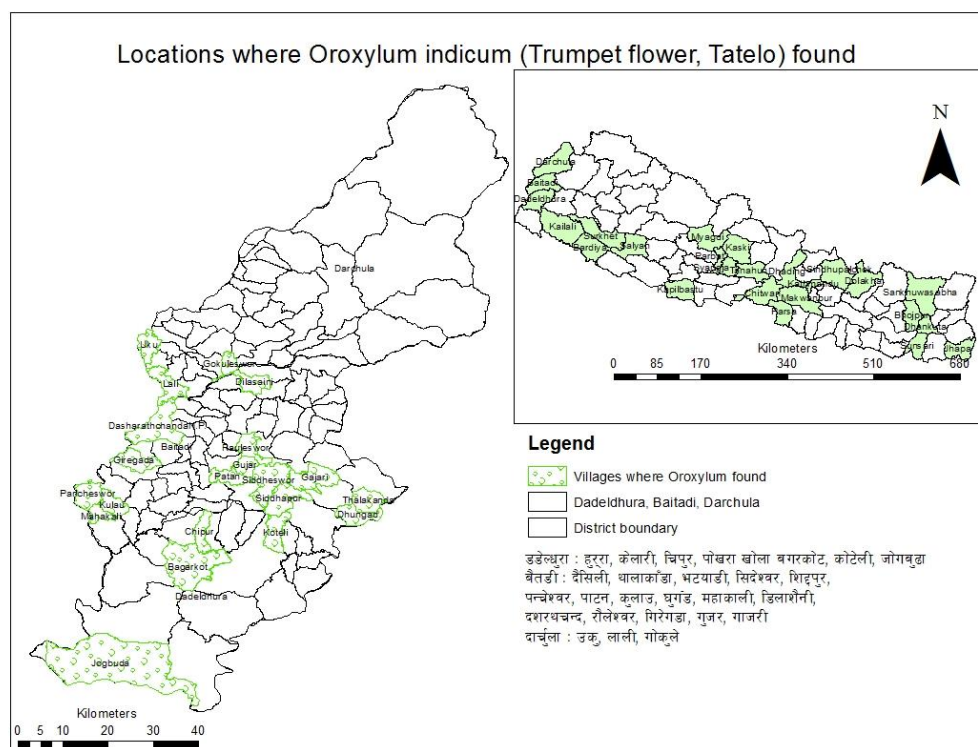 Locations where Oroxylum indicum (Trumpet flower, Tatelo) found
N
Darchula
Baitadi
Dadeldhura
Kailali
Surkhet
Bardiya
Salyan
Myagdi
Kaski
Parbat
Syangja
Tanahun
Dhading
Sindhupalchok
Kathmandu
Dolakha
Chitwan
Makwanpur
Kapilbastu
Parsa
Sankhuwasabha
Bhojpur
Dhankuta
Sunsari
Jhapa
Kilometers
0 85 170 340 510 680
Darchula
Uku
Gokuleswor
Lali
Dilasaini
Baitadi
Rauleswor
Giregada
Gujar
Patan
Siddheswor
Gajari
Pancheswor
Siddhapur
Thalakanda
Kulau
Mahakali
Dhungad
Chipur
Koteli
Bagarkot
Dadeldhura
Jogbuda
Kilometers
0 5 10 20 30 40
Legend
Villages where Oroxylum found
Dadeldhura, Baitadi, Darchula
District boundary
डडेल्धुरा : हुर्रा, केलारी, चिपुर, पोखरा खोला बगरकोट, कोटेली, जोगबुढा
बैतडी : दैसिली, थालाकाँडा, भटयाडी, सिदेश्वर, शिद्दपुर,
पन्चेश्वर, पाटन, कुलाउ, घुगंड, महाकाली, डिलाशैनी,
दशरथचन्द, रौलेश्वर, गिरेगडा, गुजर, गाजरी
दार्चुला : उकु, लाली, गोकुले